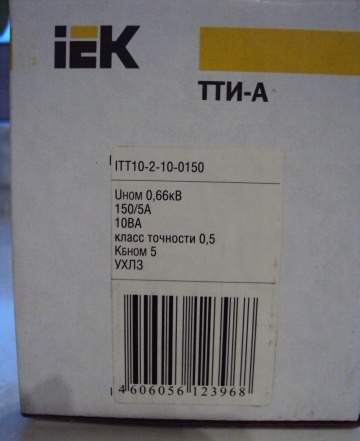 iEK
ТТИ-А
ITT10-2-10-0150
Uном 0,66кВ
150/5А
10ВА
класс точности 0,5
Кбном 5
УХЛ3
4 606056 123968